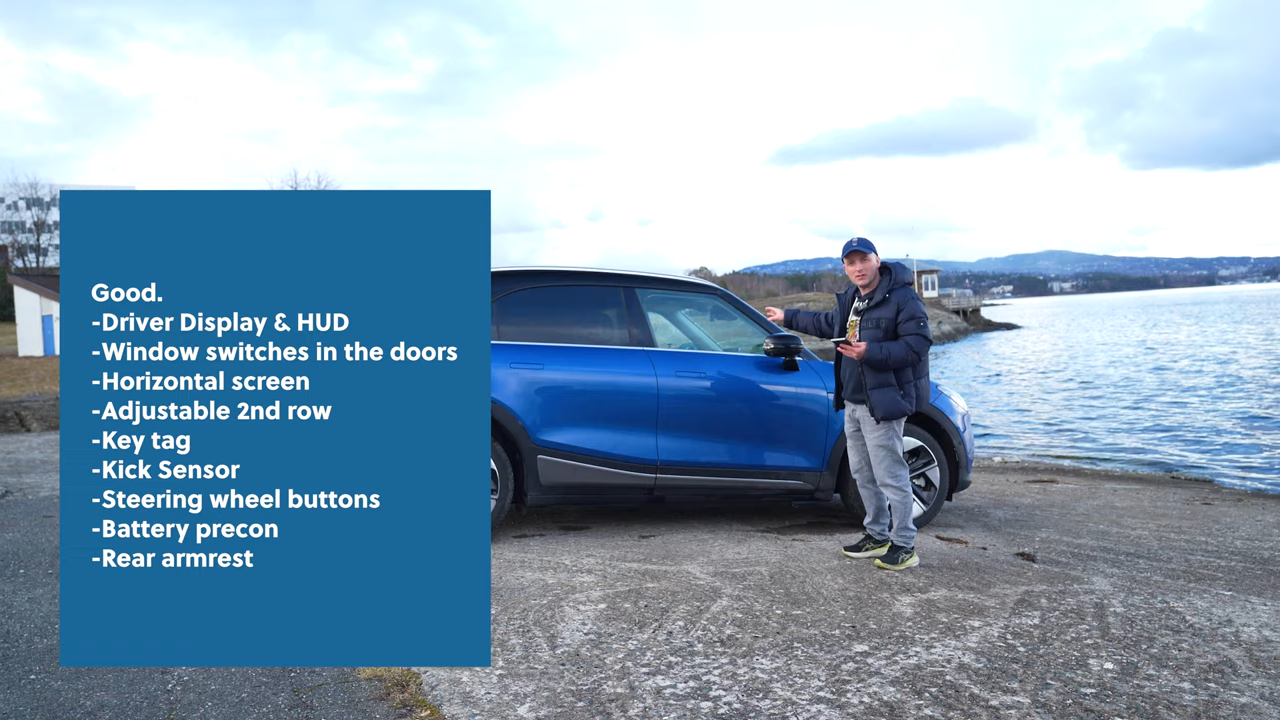 Good.
-Driver Display & HUD
-Window switches in the doors
-Horizontal screen
-Adjustable 2nd row
-Key tag
-Kick Sensor
-Steering wheel buttons
-Battery precon
-Rear armrest